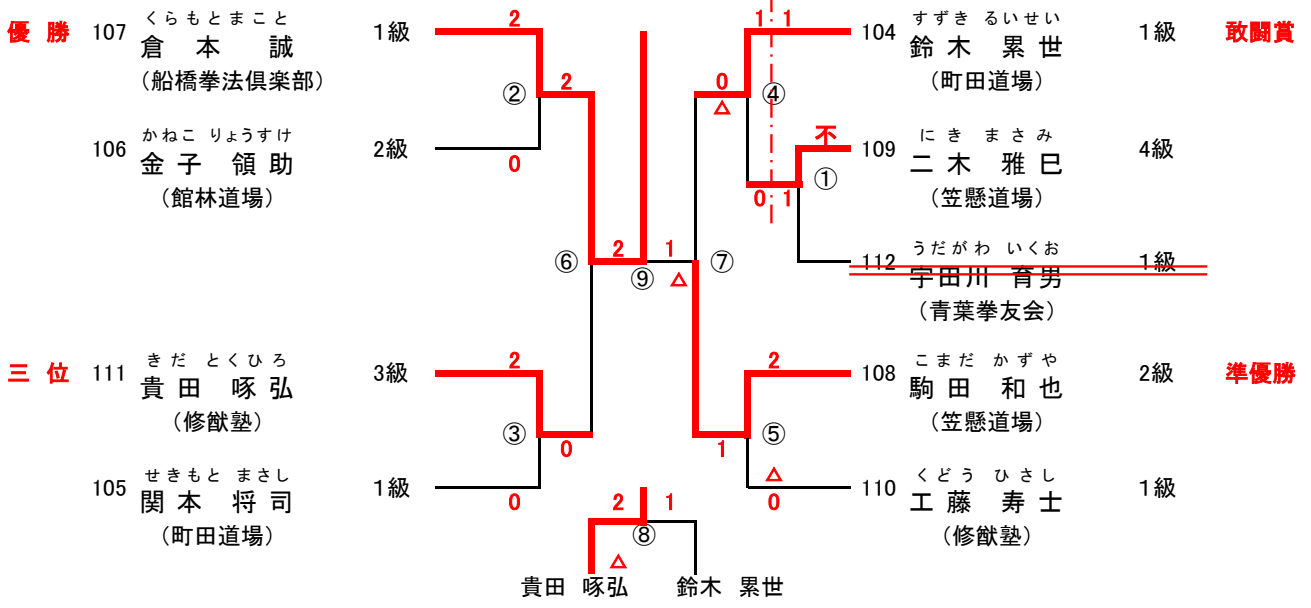 優 勝
107
くらもとまこと
倉 本 誠
(船橋拳法倶楽部)
1級
2
②
2
106
かねこ りょうすけ
金 子 領 助
(館林道場)
2級
0
三 位
111
きだ とくひろ
貴 田 啄 弘
(修猷塾)
3級
2
③
0
105
せきもと まさし
関 本 将 司
(町田道場)
1級
0
⑥
2
⑨
1
△
⑦
2
1
⑧
△
貴田 啄弘
鈴木 累世
1 1
104
すずき るいせい
鈴 木 累 世
(町田道場)
1級
敢闘賞
0
△
④
不
109
にき まさみ
二 木 雅 巳
(笠懸道場)
4級
0 1
①
112
うだがわ いくお
宇田川 育男
(青葉拳友会)
1級
2
108
こまだ かずや
駒 田 和 也
(笠懸道場)
2級
準優勝
1
⑤
△
0
110
くどう ひさし
工 藤 寿 士
(修猷塾)
1級